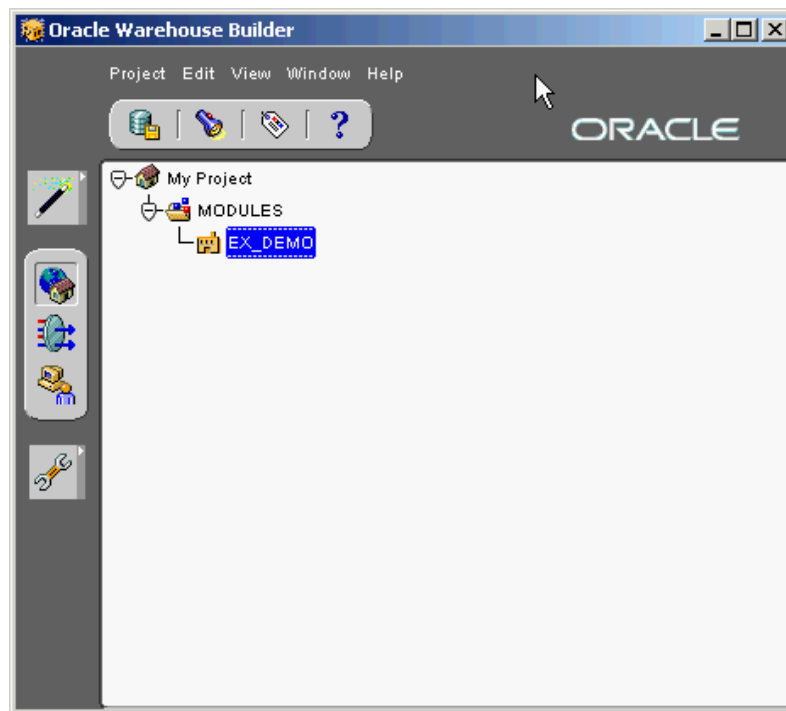 Oracle Warehouse Builder
Project Edit View Window Help
ORACLE
My Project
MODULES
EX_DEMO